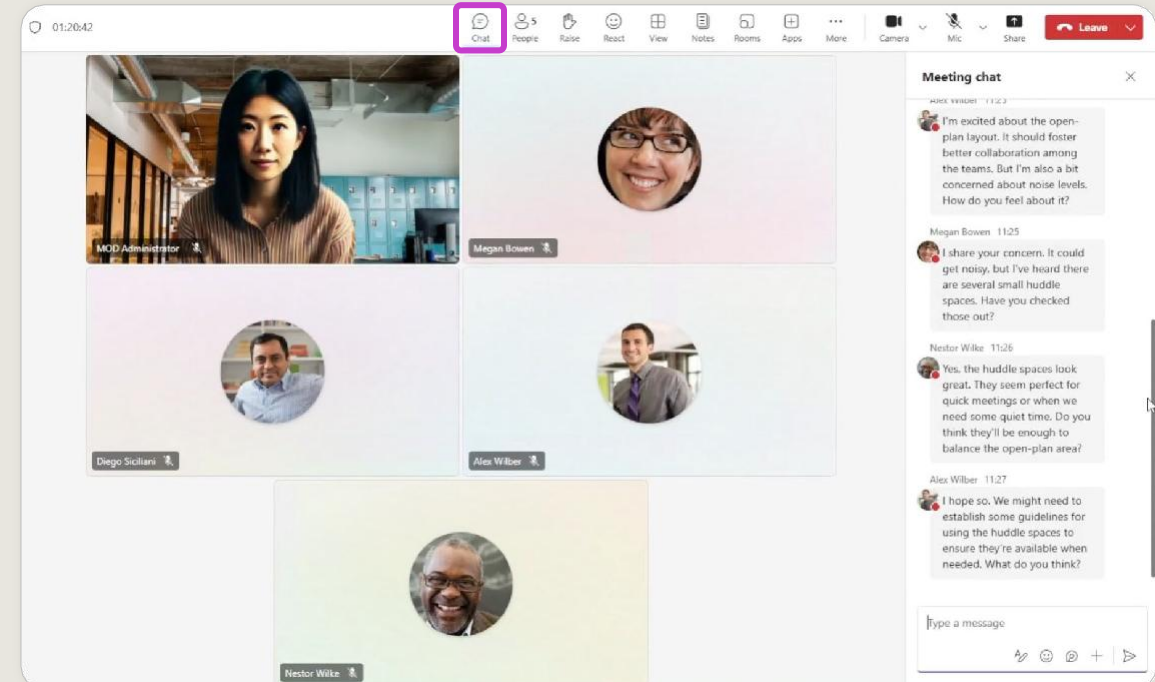 01:20:42
Chat
5
People
Raise
React
View
Notes
Rooms
Apps
More
Camera
Mic
Share
Leave
MOD Administrator
Megan Bowen
Diego Siciliani
Alex Wilber
Nestor Wilke
Meeting chat
Alex Wilber 11:25
I'm excited about the open-
plan layout. It should foster
better collaboration among
the teams. But I'm also a bit
concerned about noise levels.
How do you feel about it?
Megan Bowen 11:25
I share your concern. It could
get noisy, but I've heard there
are several small huddle
spaces. Have you checked
those out?
Nestor Wilke 11:26
Yes, the huddle spaces look
great. They seem perfect for
quick meetings or when we
need some quiet time. Do you
think they'll be enough to
balance the open-plan area?
Alex Wilber 11:27
I hope so. We might need to
establish some guidelines for
using the huddle spaces to
ensure they're available when
needed. What do you think?
Type a message